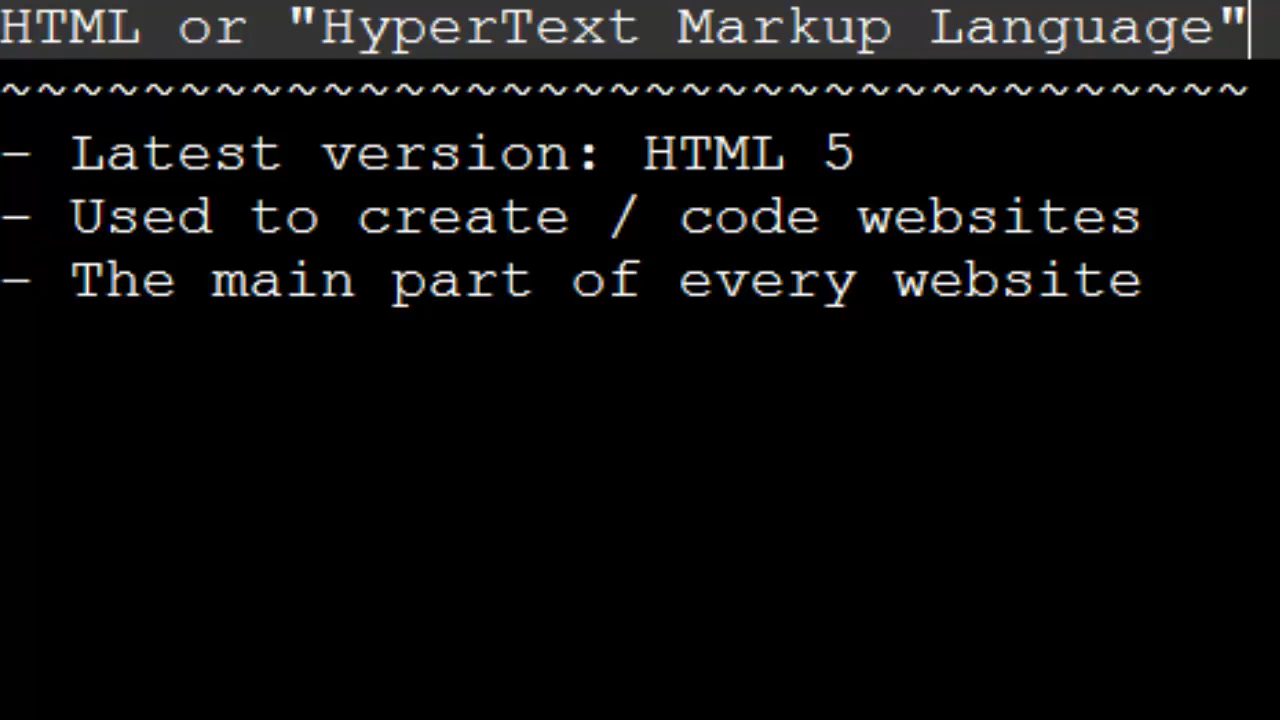 HTML or "HyperText Markup Language"
~~~~~~~~~~~~~~~~~~~~~~~~~~~~~~~~~~~
- Latest version: HTML 5
- Used to create / code websites
- The main part of every website